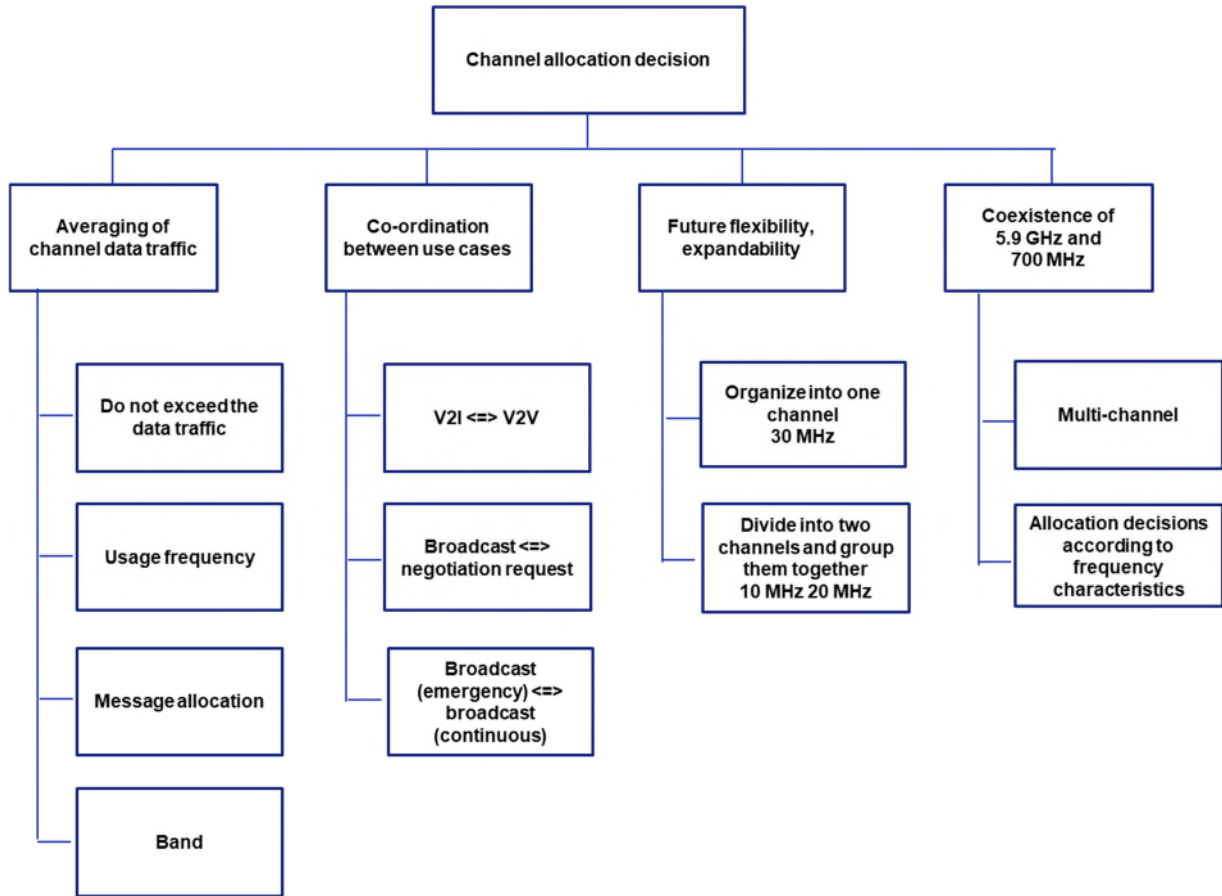 Channel allocation decision
Averaging of
channel data traffic
Co-ordination
between use cases
Future flexibility,
expandability
Coexistence of
5.9 GHz and
700 MHz
Do not exceed the
data traffic
Usage frequency
Message allocation
Band
V2I <=> V2V
Broadcast <=>
negotiation request
Broadcast
(emergency) <=>
broadcast
(continuous)
Organize into one
channel
30 MHz
Divide into two
channels and group
them together
10 MHz 20 MHz
Multi-channel
Allocation decisions
according to
frequency
characteristics